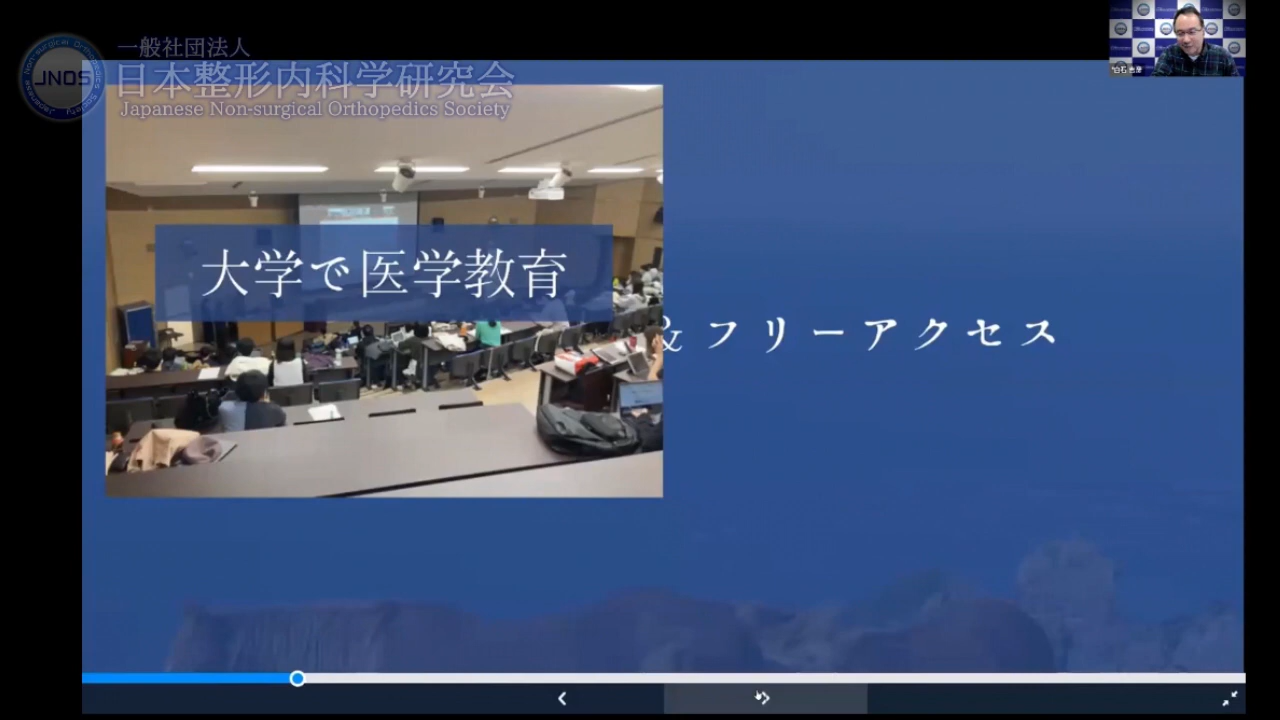 一般社団法人
日本整形内科学研究会
Japanese Non-surgical Orthopedics Society
JNOS
大学で医学教育
&フリーアクセス